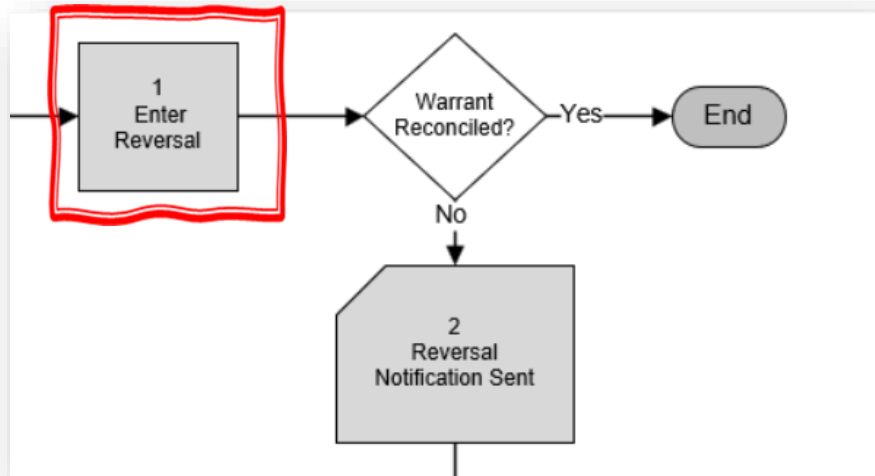 1
Enter
Reversal
Warrant
Reconciled?
Yes
End
No
2
Reversal
Notification Sent